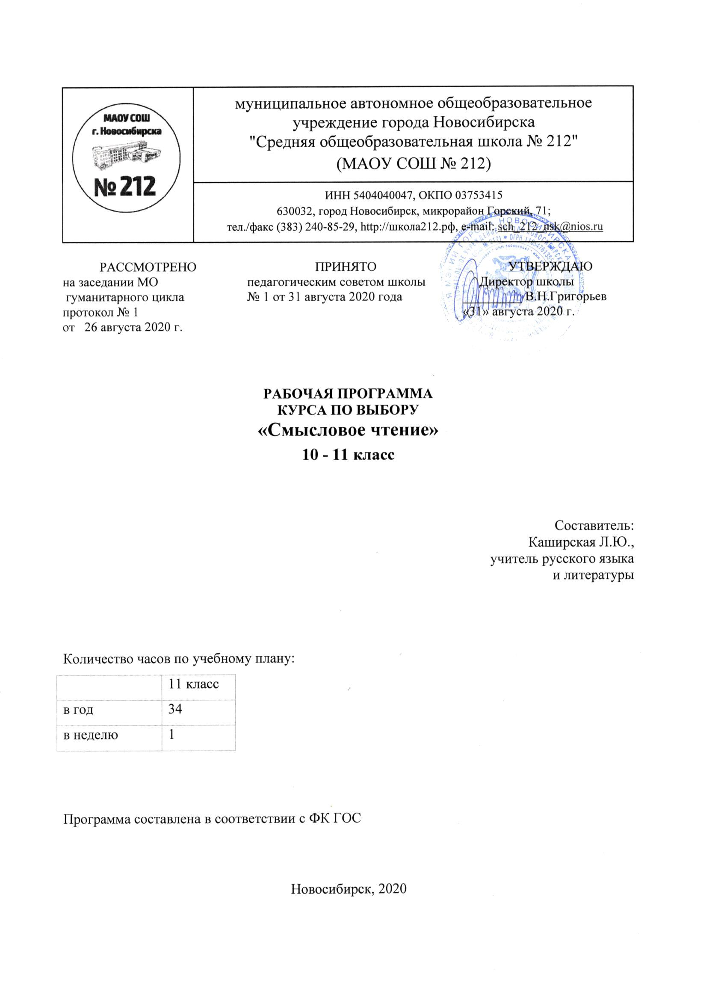 МАОУ СОШ
г. Новосибирска
№ 212
муниципальное автономное общеобразовательное
учреждение города Новосибирска
"Средняя общеобразовательная школа № 212"
(МАОУ СОШ № 212)
ИНН 5404040047, ОКПО 03753415
630032, город Новосибирск, микрорайон Горский, 71;
тел./факс (383) 240-85-29, http://школа212.рф, e-mail: sch_212_nsk@nios.ru
РАССМОТРЕНО
на заседании МО
гуманитарного цикла
протокол № 1
от 26 августа 2020 г.
ПРИНЯТО
педагогическим советом школы
№ 1 от 31 августа 2020 года
УТВЕРЖДАЮ
Директор школы
_________ В.Н.Григорьев
«31» августа 2020 г.
РАБОЧАЯ ПРОГРАММА
КУРСА ПО ВЫБОРУ
«Смысловое чтение»
10 - 11 класс
Составитель:
Каширская Л.Ю.,
учитель русского языка
и литературы
Количество часов по учебному плану:
11 класс
в год 34
в неделю 1
Программа составлена в соответствии с ФК ГОС
Новосибирск, 2020